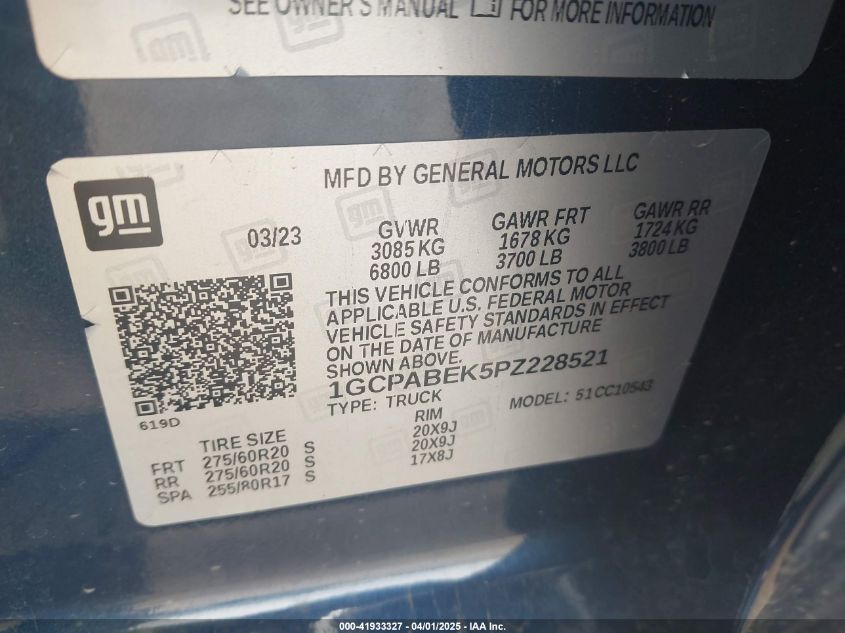 SEE OWNER'S MANUAL FOR MORE INFORMATION
MFD BY GENERAL MOTORS LLC
gm
03/23
GVWR GAWR FRT GAWR RR
3085 KG 1678 KG 1724 KG
6800 LB 3700 LB 3800 LB
THIS VEHICLE CONFORMS TO ALL
APPLICABLE U.S. FEDERAL MOTOR
VEHICLE SAFETY STANDARDS IN EFFECT
ON THE DATE OF MANUFACTURE
SHOWN ABOVE.
1GCPABEK5PZ228521
TYPE: TRUCK MODEL: 51CC10543
619D
TIRE SIZE RIM
FRT 275/60R20 S 20X9J
RR 275/60R20 S 20X9J
SPA 255/80R17 S 17X8J
000-41933327 - 04/01/2025 - IAA Inc.